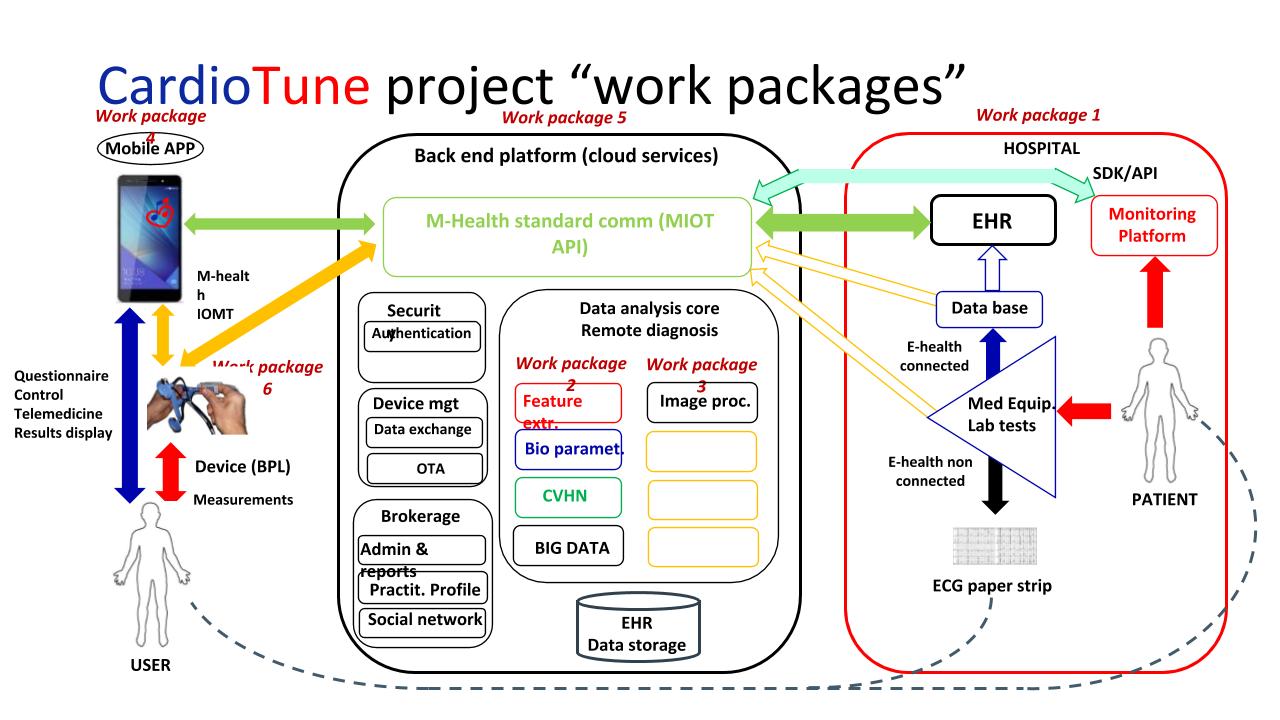 CardioTune project “work packages”
Work package
4
Mobile APP
M-healt
h
IOMT
Work package
6
Questionnaire
Control
Telemedicine
Results display
Device (BPL)
Measurements
USER
Work package 5
Back end platform (cloud services)
M-Health standard comm (MIOT
API)
Securit
y
Authentication
Device mgt
Data exchange
OTA
Brokerage
Admin &
reports
Practit. Profile
Social network
Data analysis core
Remote diagnosis
Work package
2
Feature
extr.
Bio paramet.
CVHN
BIG DATA
Work package
3
Image proc.
EHR
Data storage
Work package 1
HOSPITAL
SDK/API
EHR
Monitoring
Platform
Data base
E-health
connected
Med Equip.
Lab tests
E-health non
connected
PATIENT
ECG paper strip